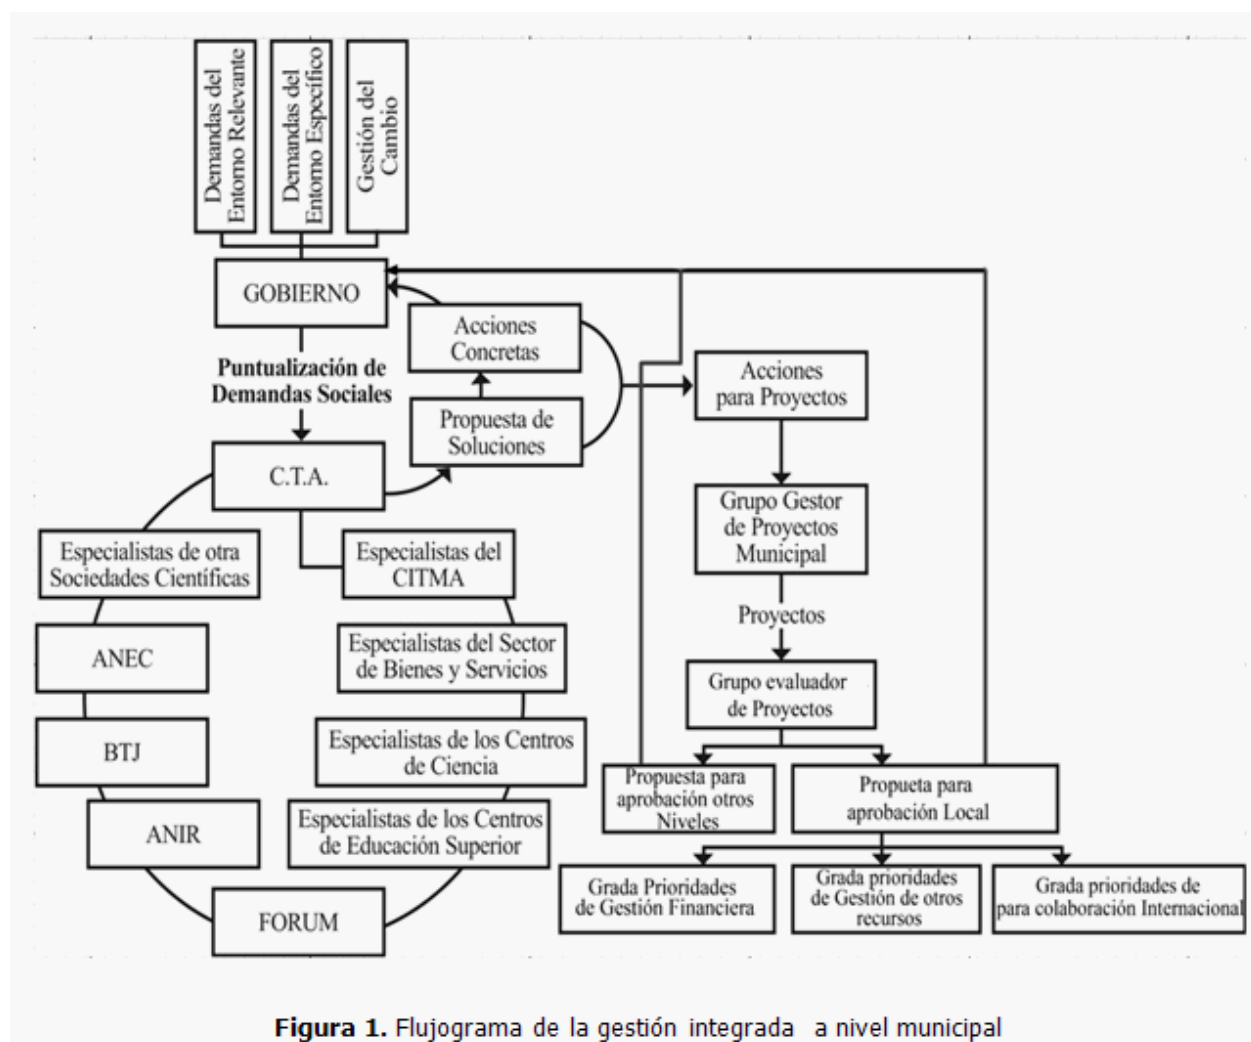 Demandas del
Entorno Relevante
Demandas del
Entorno Específico
Gestión del
Cambio
GOBIERNO
Puntualización de
Demandas Sociales
C.T.A.
Acciones
Concretas
Propuesta de
Soluciones
Acciones
para Proyectos
Grupo Gestor
de Proyectos
Municipal
Proyectos
Grupo evaluador
de Proyectos
Especialistas de otra
Sociedades Científicas
Especialistas del
CITMA
ANEC
Especialistas del Sector
de Bienes y Servicios
BTJ
Especialistas de los Centros
de Ciencia
ANIR
Especialistas de los Centros
de Educación Superior
FORUM
Propuesta para
aprobación otros
Niveles
Propueta para
aprobación Local
Grada Prioridades
de Gestión Financiera
Grada prioridades
de Gestión de otros
recursos
Grada prioridades de
para colaboración Internacional
Figura 1. Flujograma de la gestión integrada a nivel municipal